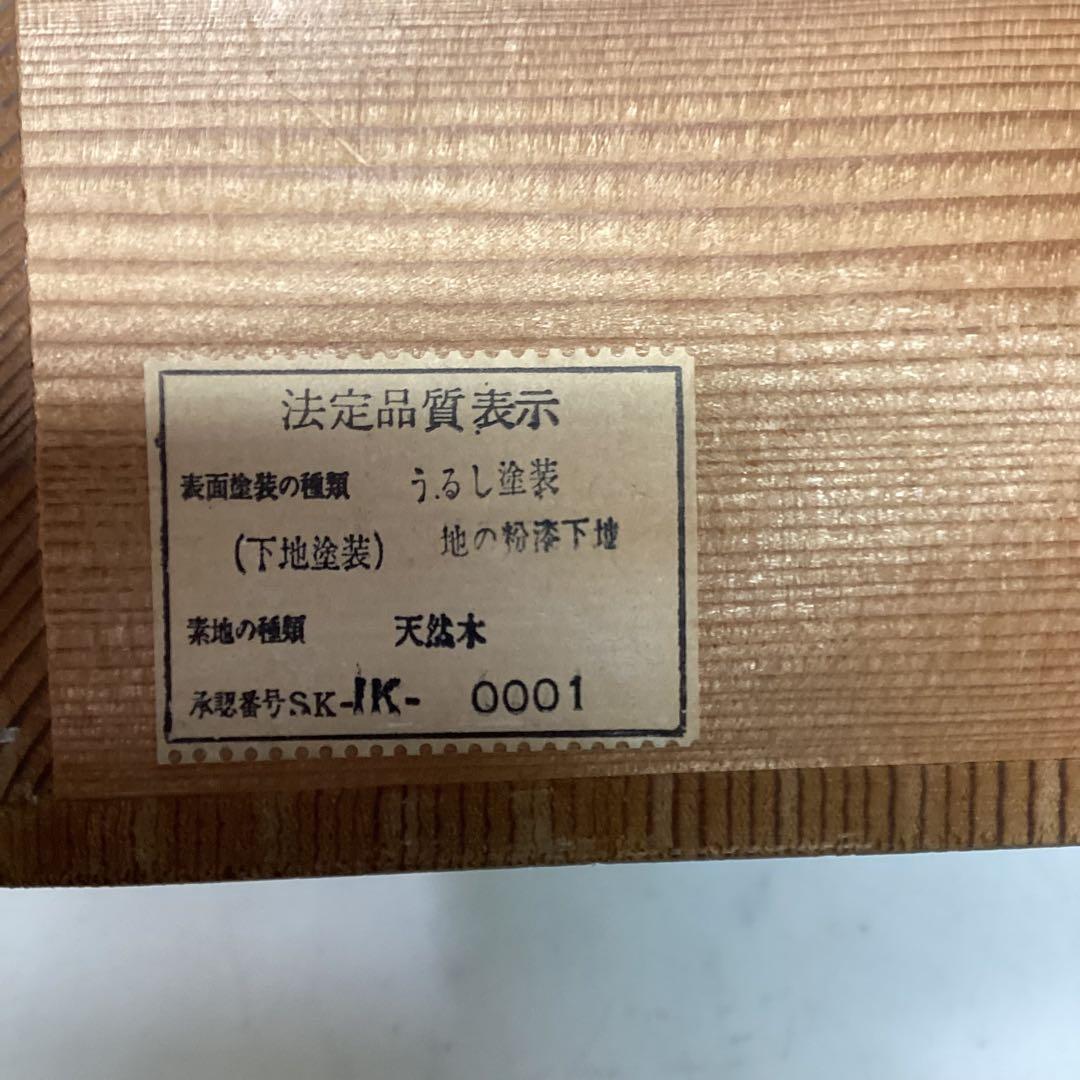 法定品質表示
表面塗装の種類 うるし塗装
(下地塗装) 地の粉漆下地
素地の種類 天然木
承認番号SK-IK- 0001